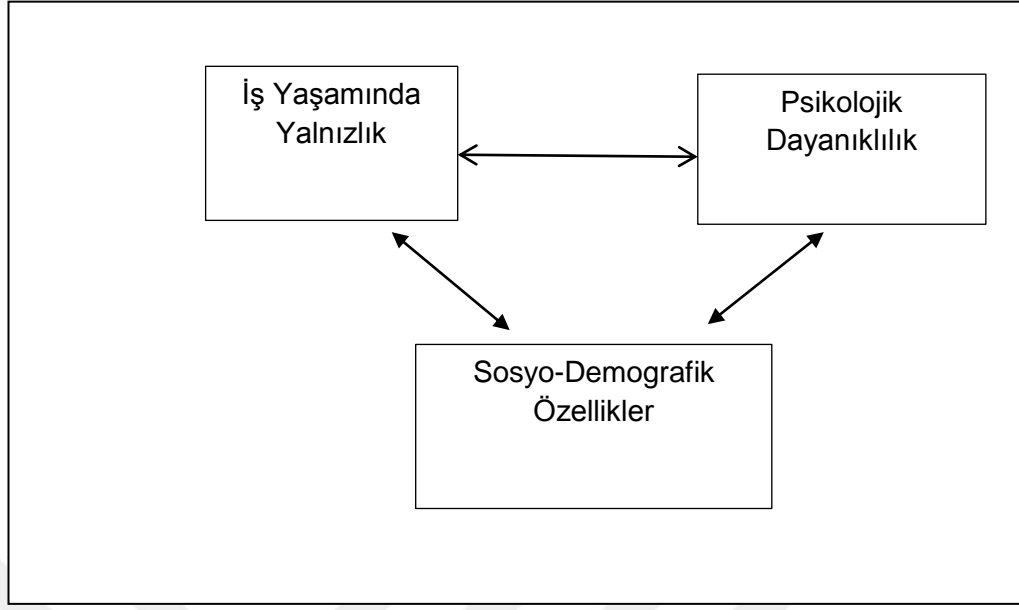 İş Yaşamında
Yalnızlık
Psikolojik
Dayanıklılık
Sosyo-Demografik
Özellikler